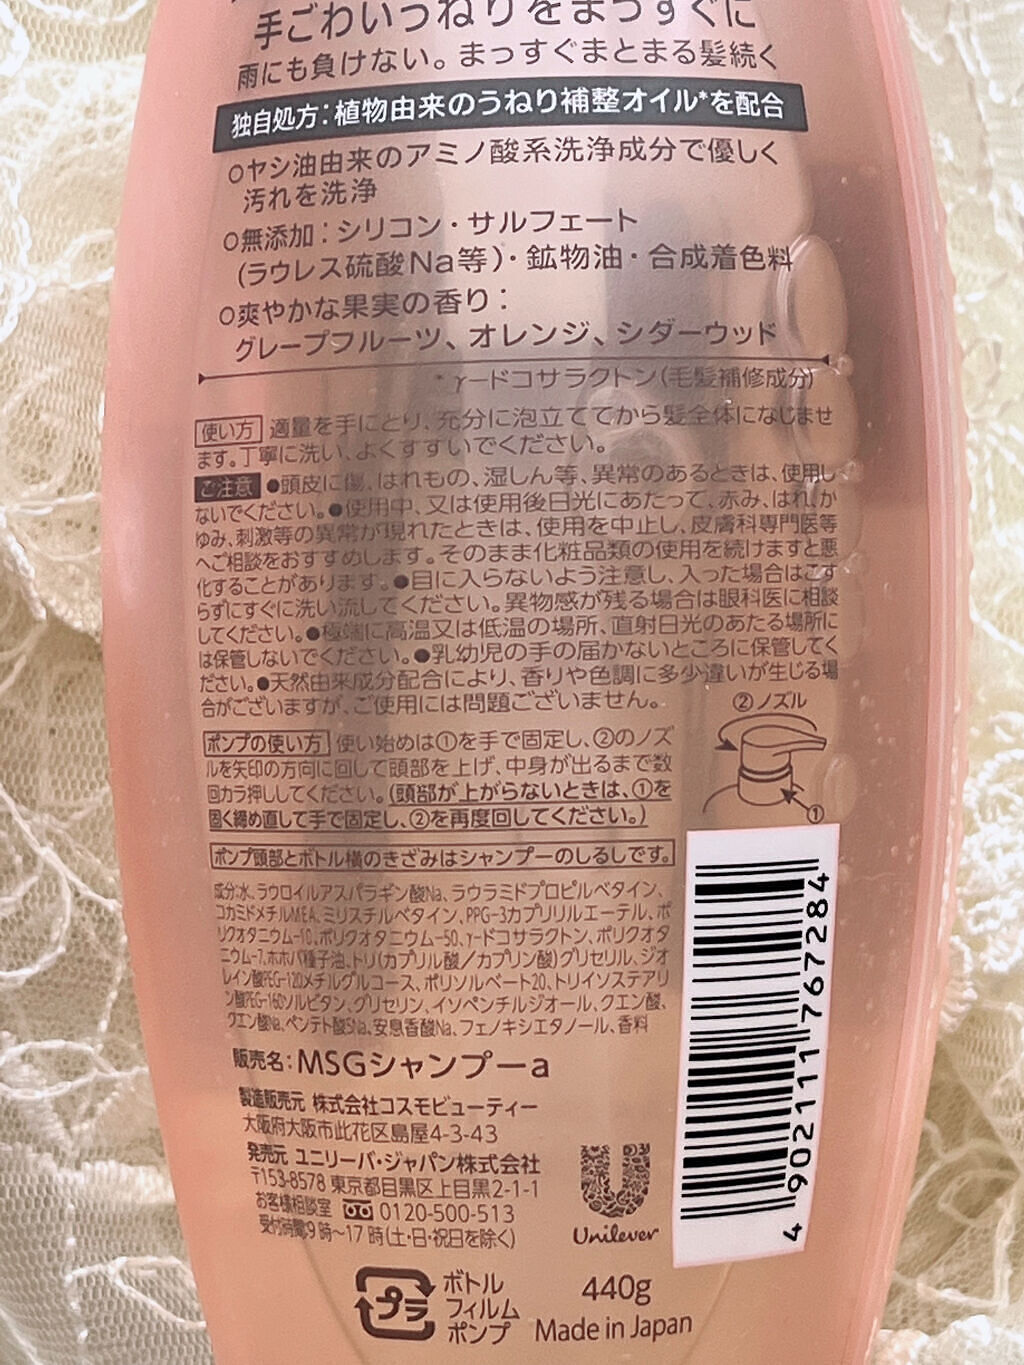 手ごわいうねりをまっすぐに
雨にも負けない。まっすぐまとまる髪続く
独自処方：植物由来のうねり補整オイル*を配合
○ヤシ油由来のアミノ酸系洗浄成分で優しく
汚れを洗浄
○無添加：シリコン・サルフェート
(ラウレス硫酸Na等)・鉱物油・合成着色料
○爽やかな果実の香り：
グレープフルーツ、オレンジ、シダーウッド
*γ-ドコサラクトン(毛髪補修成分)
使い方 適量を手にとり、充分に泡立ててから髪全体になじませ
ます。丁寧に洗い、よくすすいでください。
ご注意 ●頭皮に傷、はれもの、湿しん等、異常のあるときは、使用し
ないでください。●使用中、又は使用後日光にあたって、赤み、はれ、か
ゆみ、刺激等の異常が現れたときは、使用を中止し、皮膚科専門医等
へご相談をおすすめします。そのまま化粧品類の使用を続けますと悪
化することがあります。●目に入らないよう注意し、入った場合はこす
らずにすぐに洗い流してください。異物感が残る場合は眼科医に相談
してください。●極端に高温又は低温の場所、直射日光のあたる場所に
は保管しないでください。●乳幼児の手の届かないところに保管してく
ださい。●天然由来成分配合により、香りや色調に多少違いが生じる場
合がございますが、ご使用には問題ございません。
②ノズル
ポンプの使い方 使い始めは①を手で固定し、②のノズ
ルを矢印の方向に回して頭部を上げ、中身が出るまで数
回カラ押ししてください。(頭部が上がらないときは、①を
固く締め直して手で固定し、②を再度回してください。)
①
ポンプ頭部とボトル横のきざみはシャンプーのしるしです。
成分:水、ラウロイルアスパラギン酸Na、ラウラミドプロピルベタイン、
コカミドメチルMEA、ミリスチルベタイン、PPG-3カプリリルエーテル、ポ
リクオタニウム-10、ポリクオタニウム-50、γ-ドコサラクトン、ポリクオタ
ニウム-7、ホホバ種子油、トリ(カプリル酸／カプリン酸)グリセリル、ジオ
レイン酸PEG-120メチルグルコース、ポリソルベート20、トリイソステアリ
ン酸PEG-160ソルビタン、グリセリン、イソペンチルジオール、クエン酸、
クエン酸Na、ペンテト酸5Na、安息香酸Na、フェノキシエタノール、香料
販売名：MSGシャンプーa
製造販売元 株式会社コスモビューティー
大阪府大阪市此花区島屋4-3-43
発売元 ユニリーバ・ジャパン株式会社
〒153-8578 東京都目黒区上目黒2-1-1
お客様相談室 0120-500-513
受付時間:9時～17時(土・日・祝日を除く)
Unilever
4 902111 767284
プラ
ボトル
フィルム
ポンプ
440g
Made in Japan